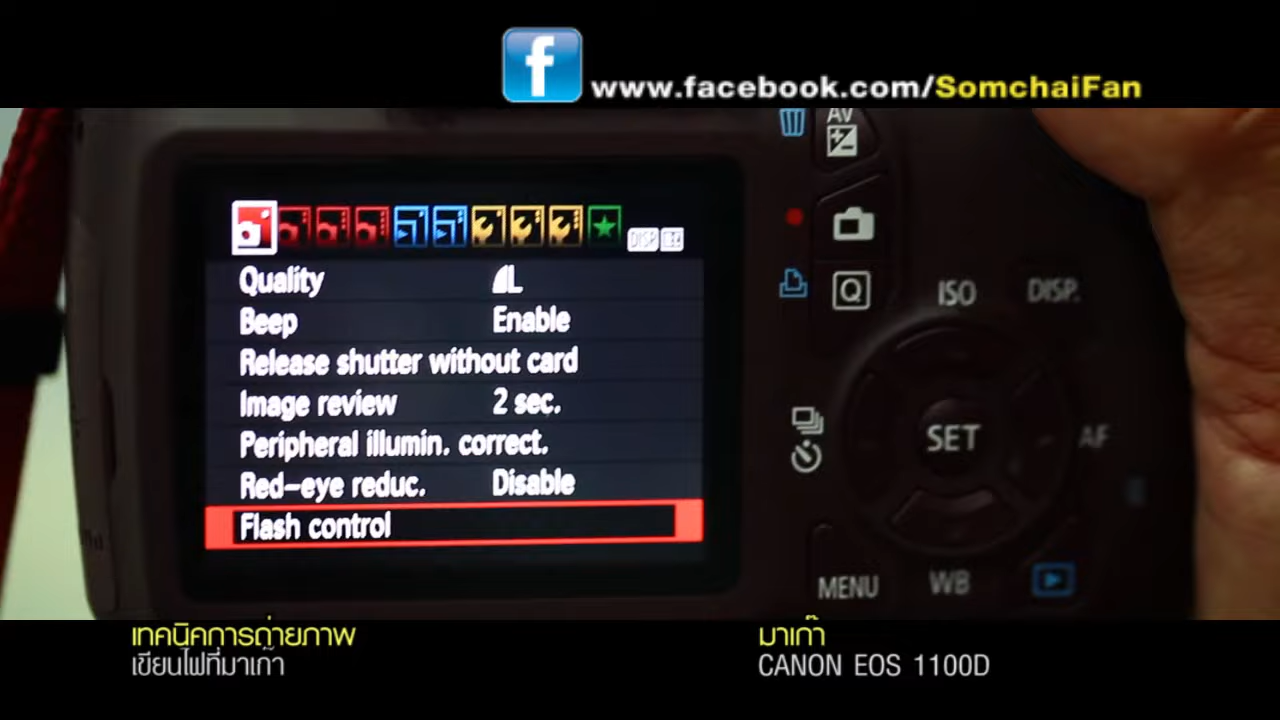 f www.facebook.com/SomchaiFan
AV
DISP
Quality L
Beep Enable
Release shutter without card
Image review 2 sec.
Peripheral illumin. correct.
Red-eye reduc. Disable
Flash control
Q
ISO DISP.
SET AF
MENU WB
เทคนิคการถ่ายภาพ
เขียนไฟที่มาเก๊า
มาเก๊า
CANON EOS 1100D